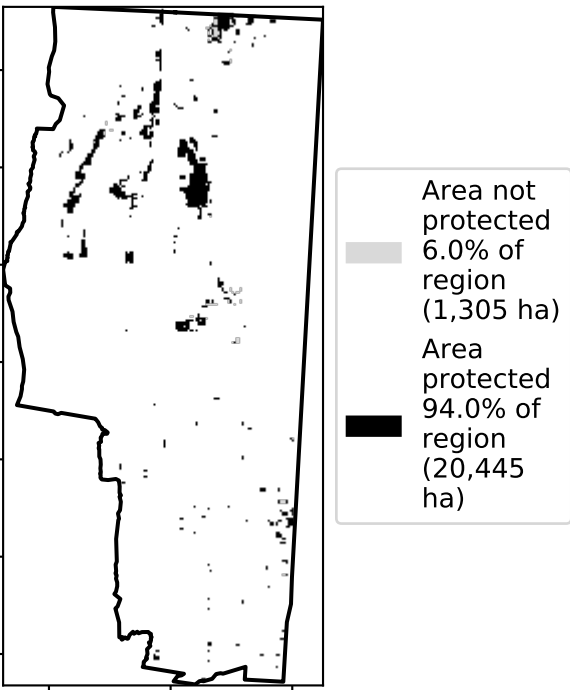 Area not
protected
6.0% of
region
(1,305 ha)
Area
protected
94.0% of
region
(20,445
ha)